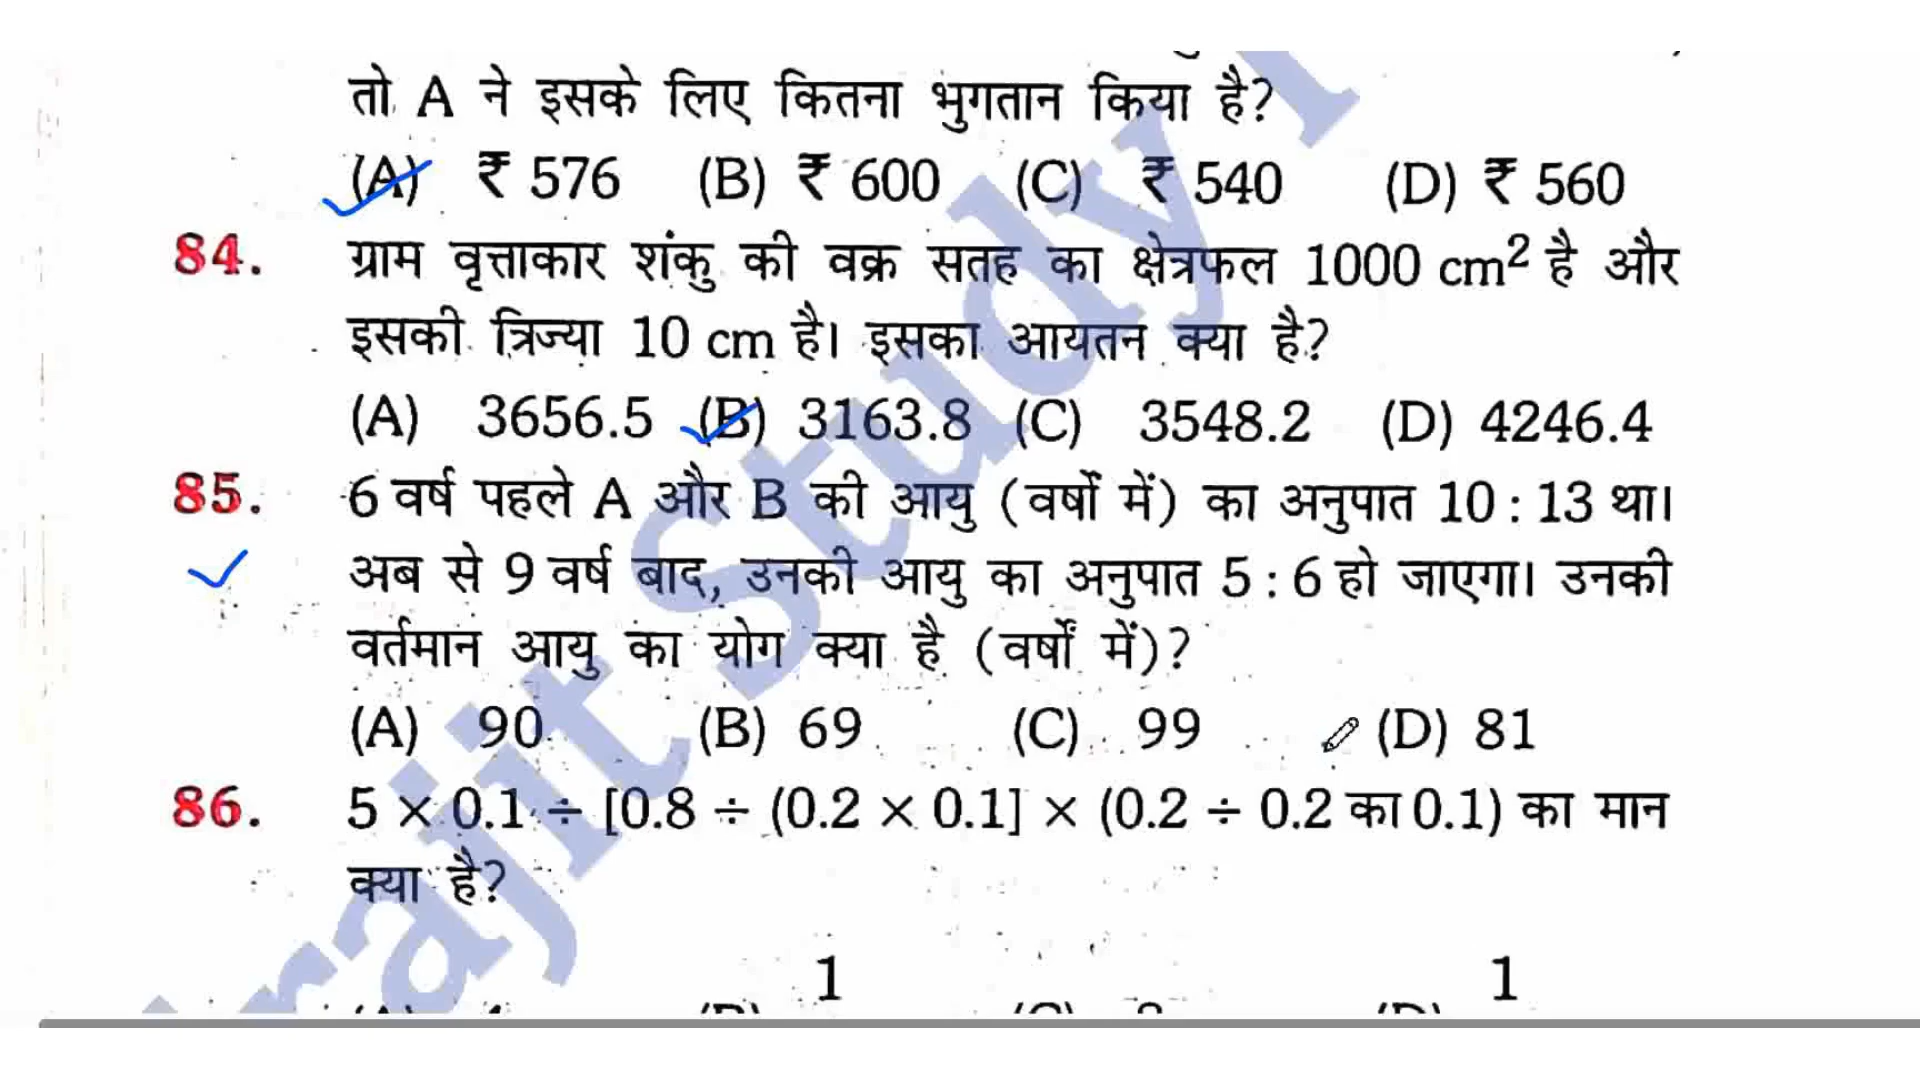 तो A ने इसके लिए कितना भुगतान किया है?
(A) ₹ 576 (B) ₹ 600 (C) ₹ 540 (D) ₹ 560
84. ग्राम वृत्ताकार शंकु की वक्र सतह का क्षेत्रफल 1000 cm² है और
इसकी त्रिज्या 10 cm है। इसका आयतन क्या है?
(A) 3656.5 (B) 3163.8 (C) 3548.2 (D) 4246.4
85. 6 वर्ष पहले A और B की आयु (वर्षों में) का अनुपात 10 : 13 था।
अब से 9 वर्ष बाद, उनकी आयु का अनुपात 5 : 6 हो जाएगा। उनकी
वर्तमान आयु का योग क्या है (वर्षों में)?
(A) 90 (B) 69 (C) 99 (D) 81
86. 5 × 0.1 ÷ [0.8 ÷ (0.2 × 0.1] × (0.2 ÷ 0.2 का 0.1) का मान
क्या है?
1 1
Study